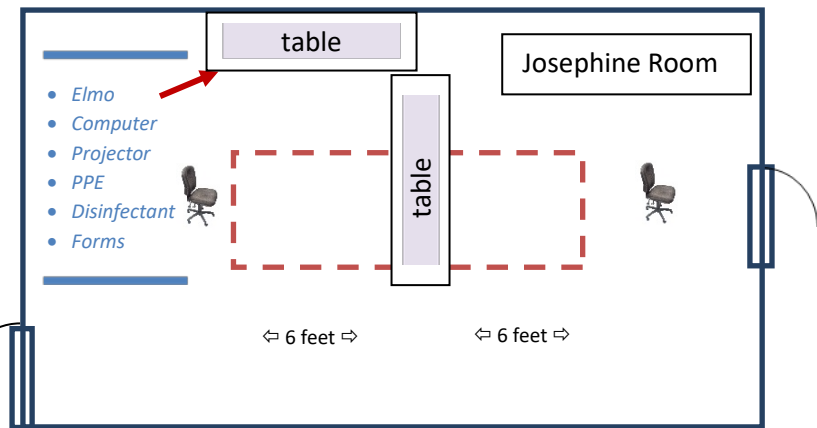 table
Josephine Room
• Elmo
• Computer
• Projector
• PPE
• Disinfectant
• Forms
table
⇦ 6 feet ⇨
⇦ 6 feet ⇨